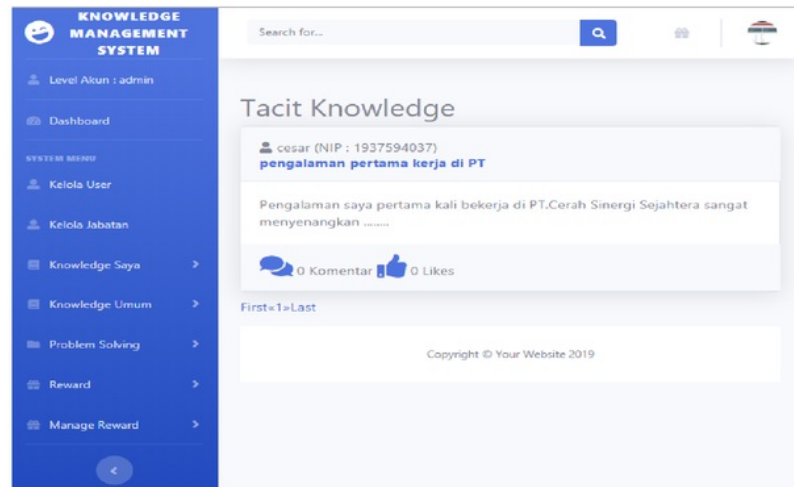 KNOWLEDGE
MANAGEMENT
SYSTEM
Level Akun : admin
Dashboard
SYSTEM MENU
Kelola User
Kelola Jabatan
Knowledge Saya
Knowledge Umum
Problem Solving
Reward
Manage Reward
Search for...
Tacit Knowledge
cesar (NIP : 1937594037)
pengalaman pertama kerja di PT
Pengalaman saya pertama kali bekerja di PT.Cerah Sinergi Sejahtera sangat
menyenangkan ........
0 Komentar 0 Likes
First«1»Last
Copyright © Your Website 2019